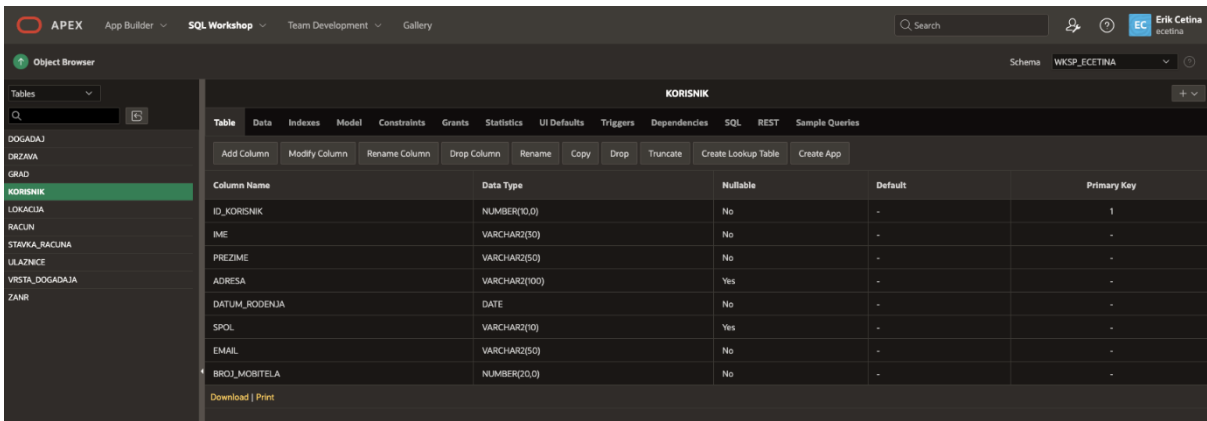 APEX App Builder SQL Workshop Team Development Gallery Search EC Erik Cetina
ecetina
Object Browser Schema WKSP_ECETINA
Tables KORISNIK
Table Data Indexes Model Constraints Grants Statistics UI Defaults Triggers Dependencies SQL REST Sample Queries
DOGADAJ
DRZAVA
GRAD
KORISNIK
LOKACIJA
RACUN
STAVKA_RACUNA
ULAZNICE
VRSTA_DOGADAJA
ZANR
Add Column Modify Column Rename Column Drop Column Rename Copy Drop Truncate Create Lookup Table Create App
Column Name Data Type Nullable Default Primary Key
ID_KORISNIK NUMBER(10,0) No - 1
IME VARCHAR2(30) No - -
PREZIME VARCHAR2(50) No - -
ADRESA VARCHAR2(100) Yes - -
DATUM_RODENJA DATE No - -
SPOL VARCHAR2(10) Yes - -
EMAIL VARCHAR2(50) No - -
BROJ_MOBITELA NUMBER(20,0) No - -
Download | Print